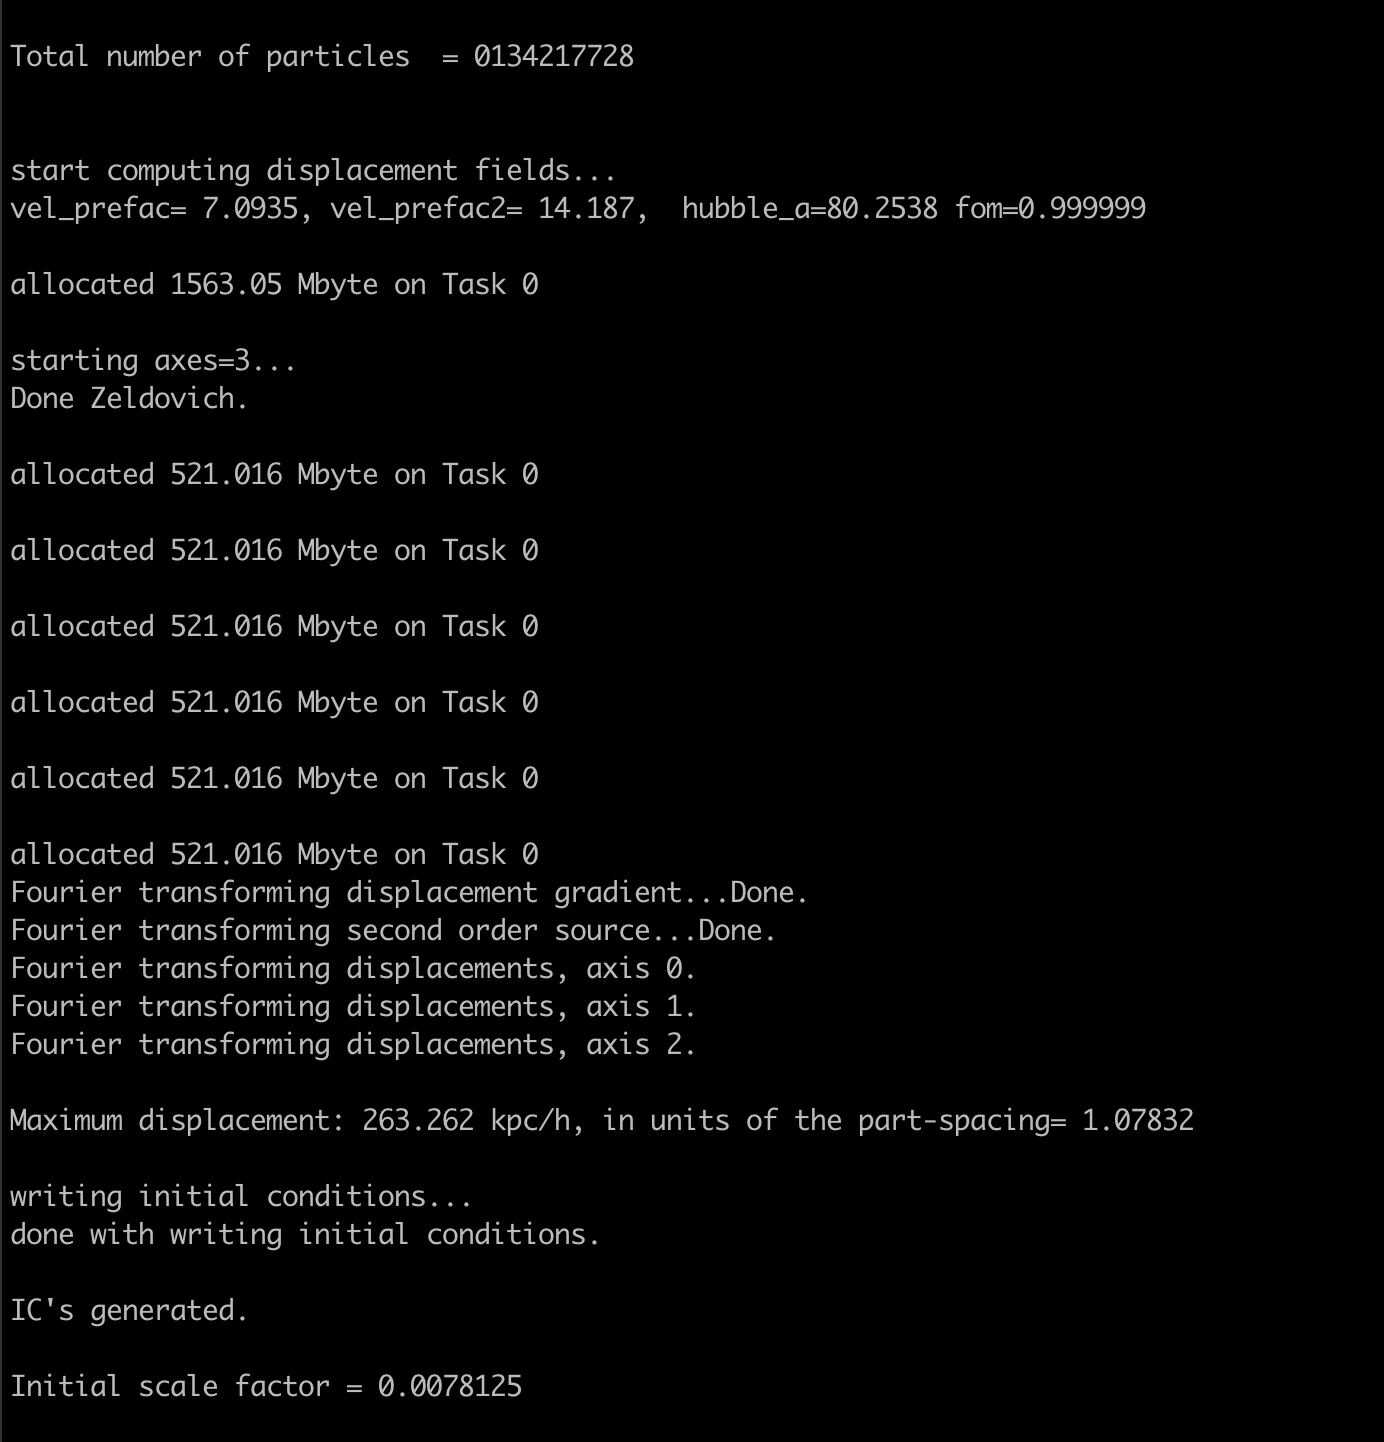 Total number of particles  = 0134217728
start computing displacement fields...
vel_prefac= 7.0935, vel_prefac2= 14.187,  hubble_a=80.2538 fom=0.999999
allocated 1563.05 Mbyte on Task 0
starting axes=3...
Done Zeldovich.
allocated 521.016 Mbyte on Task 0
allocated 521.016 Mbyte on Task 0
allocated 521.016 Mbyte on Task 0
allocated 521.016 Mbyte on Task 0
allocated 521.016 Mbyte on Task 0
allocated 521.016 Mbyte on Task 0
Fourier transforming displacement gradient...Done.
Fourier transforming second order source...Done.
Fourier transforming displacements, axis 0.
Fourier transforming displacements, axis 1.
Fourier transforming displacements, axis 2.
Maximum displacement: 263.262 kpc/h, in units of the part-spacing= 1.07832
writing initial conditions...
done with writing initial conditions.
IC's generated.
Initial scale factor = 0.0078125